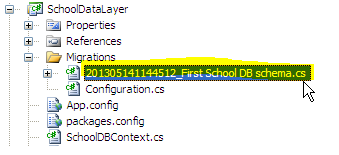 SchoolDataLayer
Properties
References
Migrations
201305141144512_First School DB schema.cs
Configuration.cs
App.config
packages.config
SchoolDBContext.cs